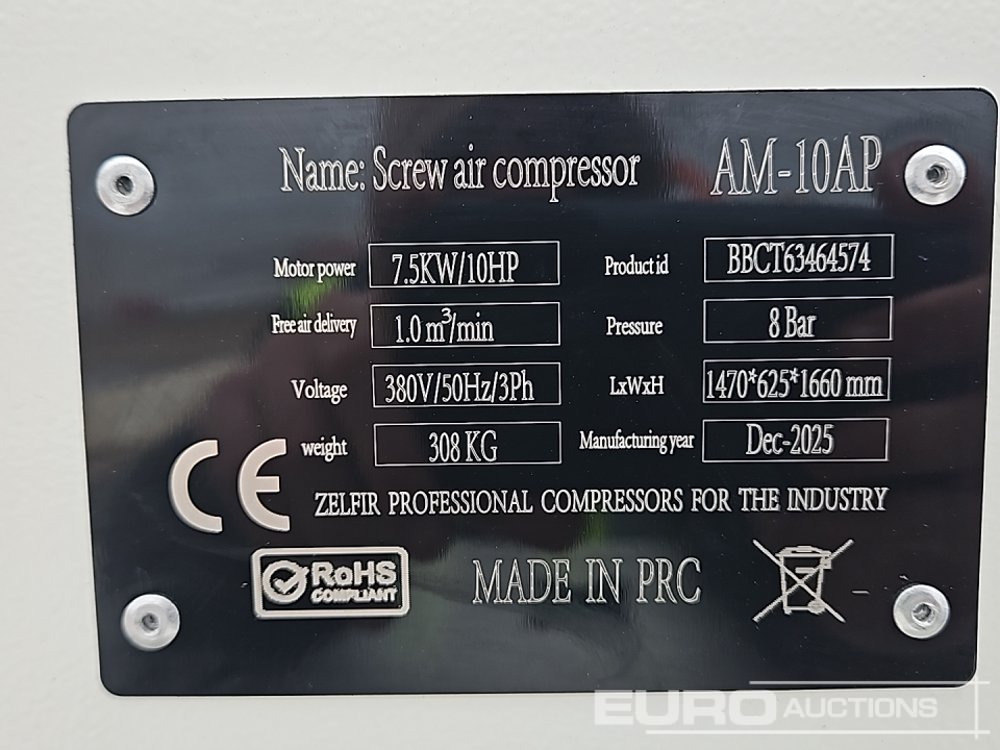 Name: Screw air compressor AM-10AP
Motor power 7.5KW/10HP Product id BBCT63464574
Free air delivery 1.0 m³/min Pressure 8 Bar
Voltage 380V/50Hz/3Ph LxWxH 1470*625*1660 mm
weight 308 KG Manufacturing year Dec-2025
CE
ZELFIR PROFESSIONAL COMPRESSORS FOR THE INDUSTRY
RoHS
COMPLIANT
MADE IN PRC
EURO AUCTIONS